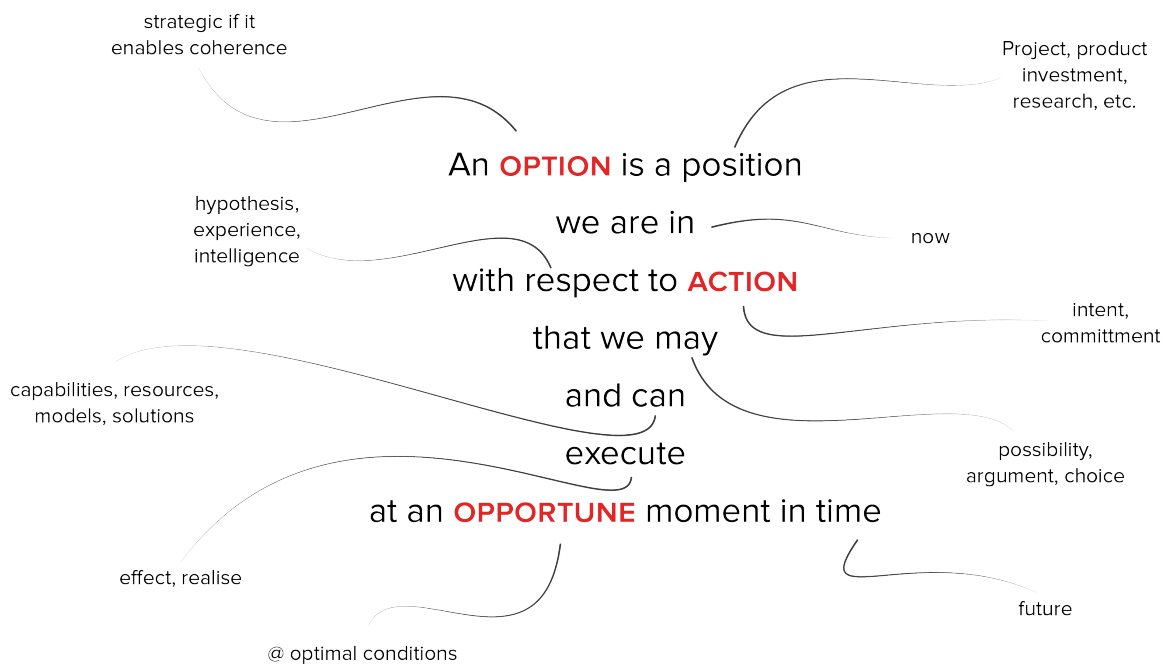 strategic if it
enables coherence
Project, product
investment,
research, etc.
An OPTION is a position
hypothesis,
experience,
intelligence
we are in
now
with respect to ACTION
intent,
committment
that we may
capabilities, resources,
models, solutions
and can
possibility,
argument, choice
execute
at an OPPORTUNE moment in time
effect, realise
future
@ optimal conditions